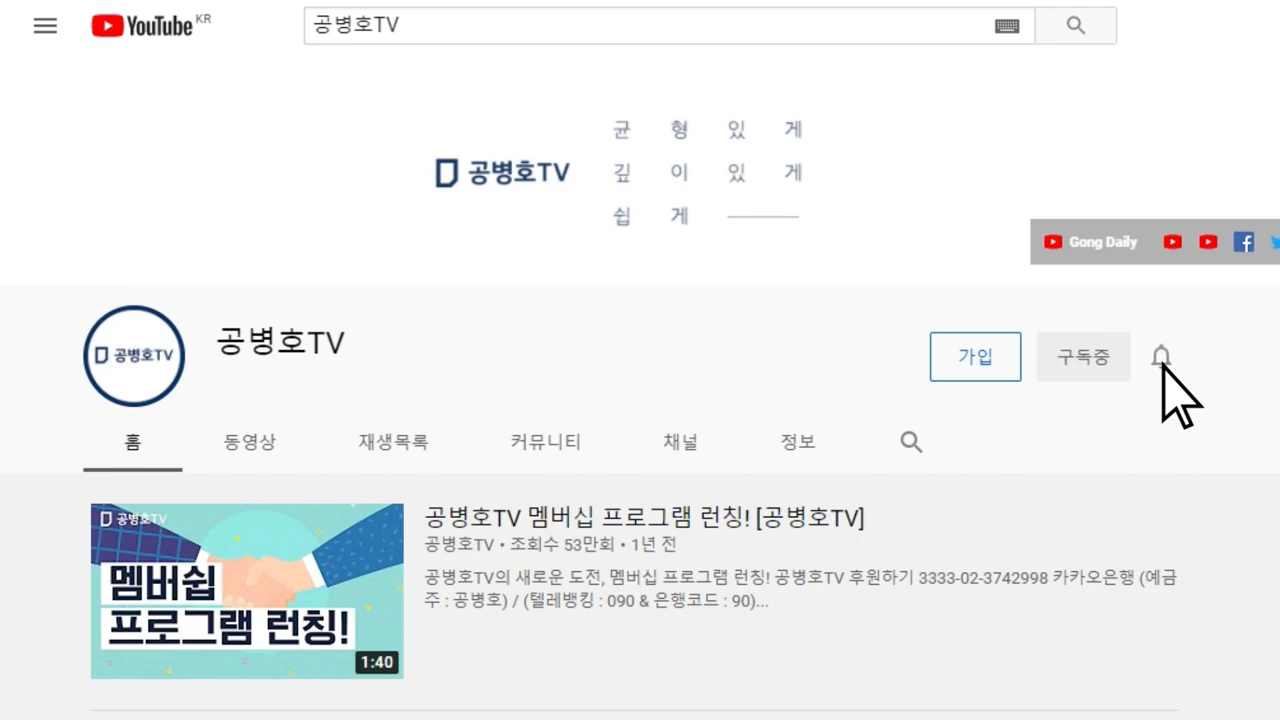 YouTube KR
공병호TV
균형있게
공병호TV 깊이있게
쉽게
Gong Daily
공병호TV
공병호TV
가입
구독중
홈 동영상 재생목록 커뮤니티 채널 정보
공병호TV
멤버쉽
프로그램 런칭!
1:40
공병호TV 멤버십 프로그램 런칭! [공병호TV]
공병호TV • 조회수 53만회 • 1년 전
공병호TV의 새로운 도전, 멤버십 프로그램 런칭! 공병호TV 후원하기 3333-02-3742998 카카오은행 (예금
주 : 공병호) / (텔레뱅킹 : 090 & 은행코드 : 90)...